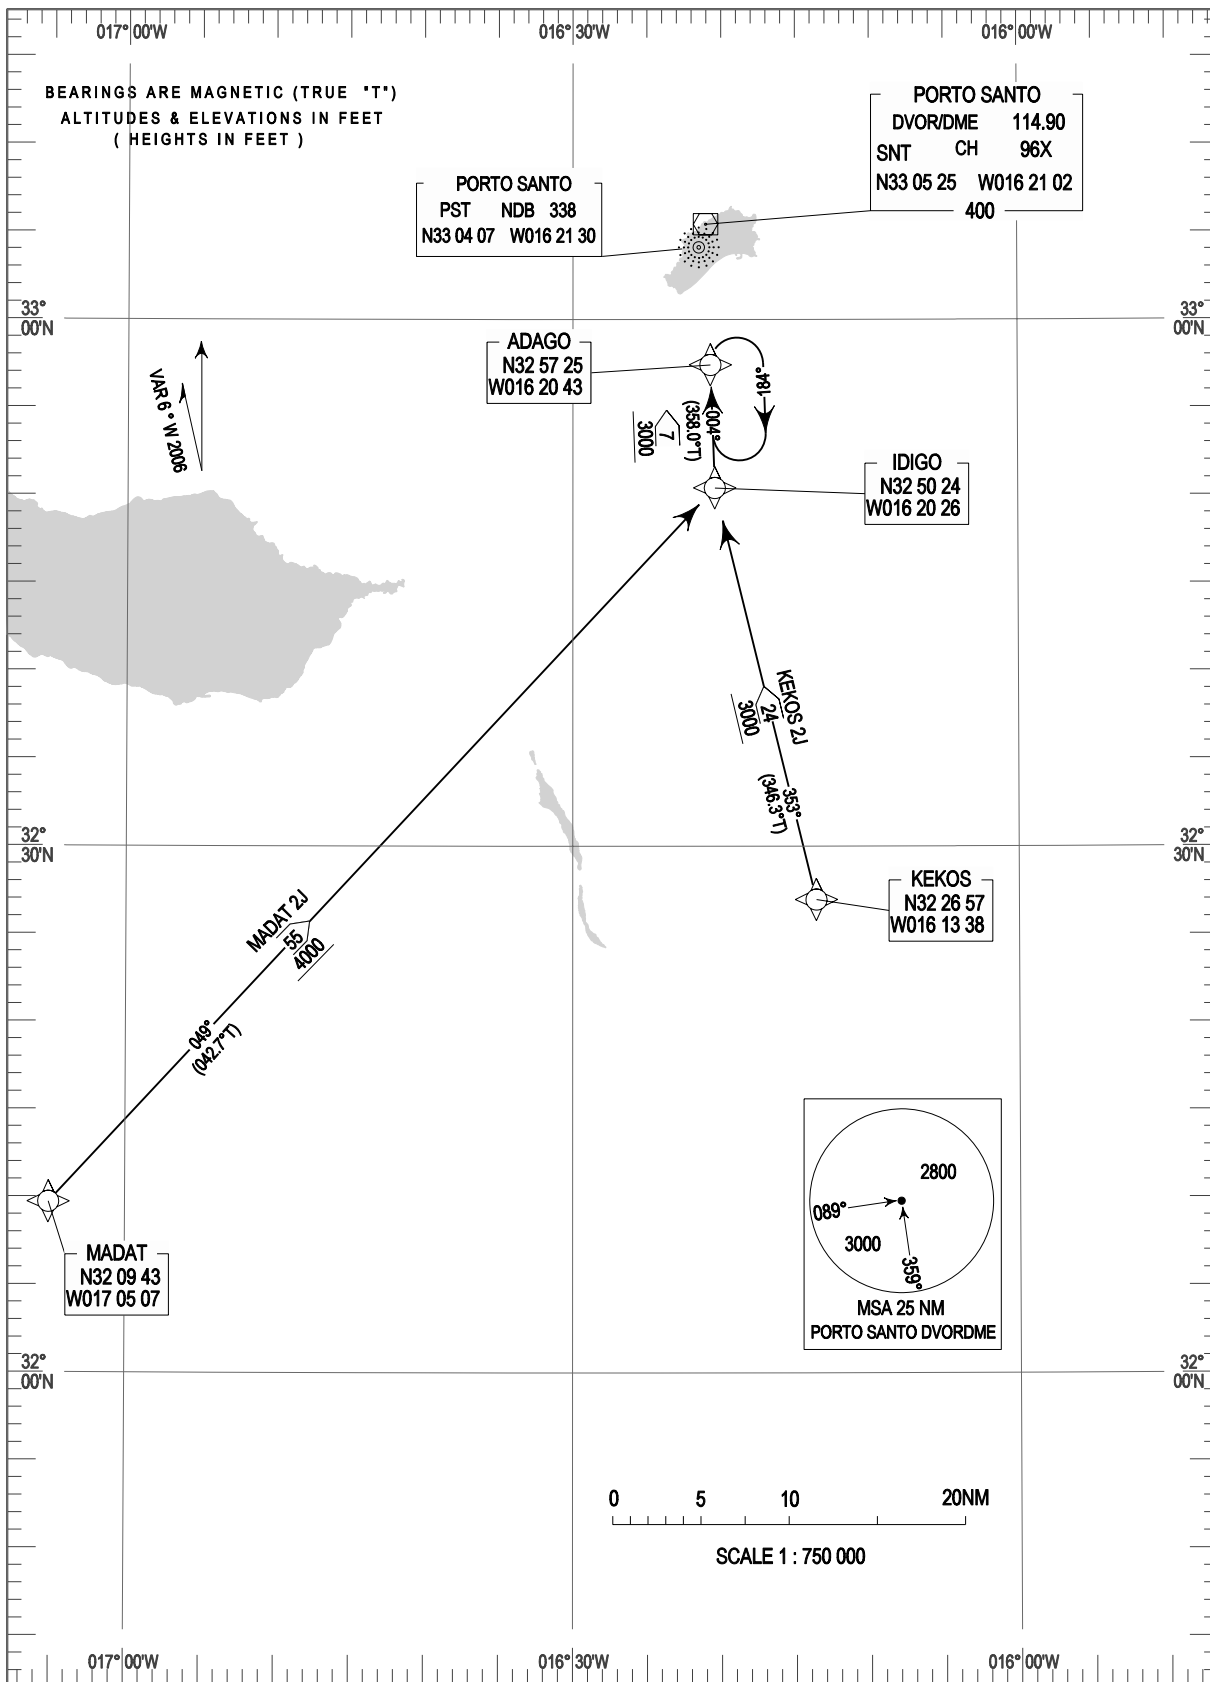 017° 00'W
016° 30'W
016° 00'W
BEARINGS ARE MAGNETIC (TRUE "T")
ALTITUDES & ELEVATIONS IN FEET
( HEIGHTS IN FEET )
PORTO SANTO
DVOR/DME 114.90
SNT CH 96X
N33 05 25 W016 21 02
400
PORTO SANTO
PST NDB 338
N33 04 07 W016 21 30
33°
00'N
33°
00'N
ADAGO
N32 57 25
W016 20 43
184°
004°
(358.0°T)
7
3000
VAR 6° W 2006
IDIGO
N32 50 24
W016 20 26
KEKOS 2J
24
3000
353°
(346.3°T)
32°
30'N
32°
30'N
KEKOS
N32 26 57
W016 13 38
MADAT 2J
55
4000
049°
(042.7°T)
MADAT
N32 09 43
W017 05 07
2800
089°
3000
359°
MSA 25 NM
PORTO SANTO DVORDME
32°
00'N
32°
00'N
0 5 10 20NM
SCALE 1 : 750 000
017° 00'W
016° 30'W
016° 00'W